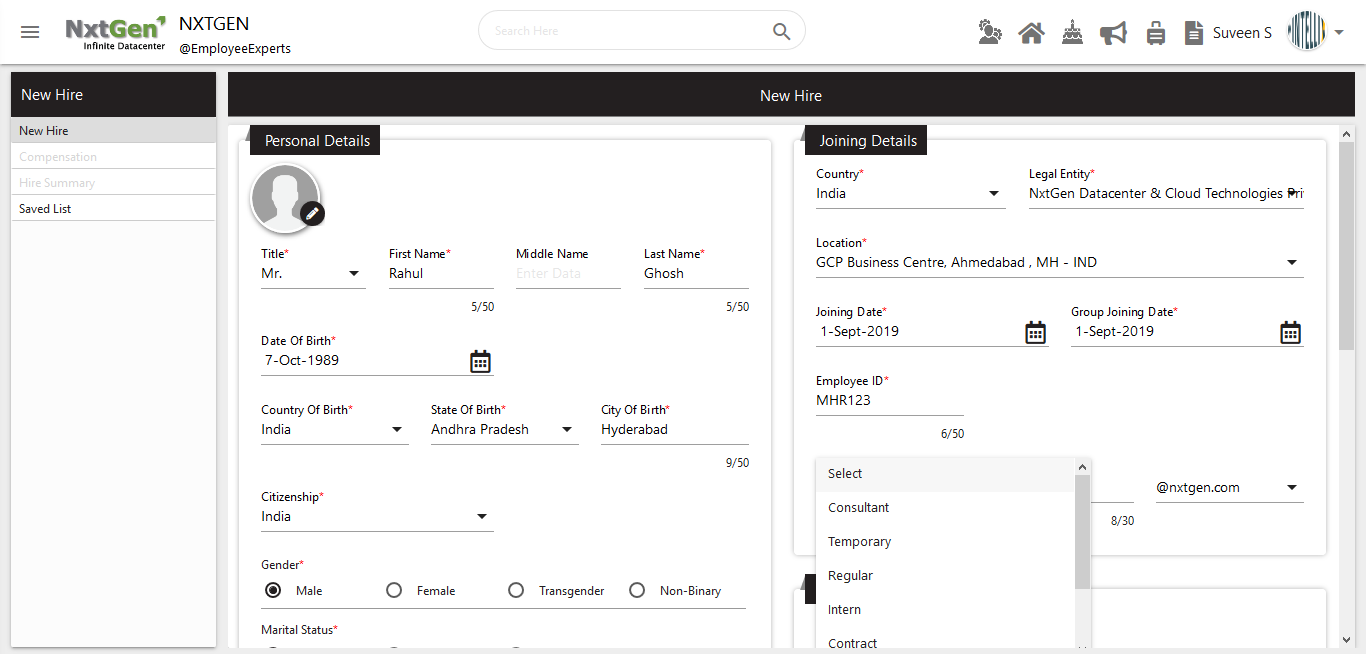 NxtGen
Infinite Datacenter
NXTGEN
@EmployeeExperts
Search Here
Suveen S
INTELLI
New Hire
New Hire
Compensation
Hire Summary
Saved List
New Hire
Personal Details
Title*
Mr.
First Name*
Rahul
5/50
Middle Name
Enter Data
Last Name*
Ghosh
5/50
Date Of Birth*
7-Oct-1989
Country Of Birth*
India
State Of Birth*
Andhra Pradesh
City Of Birth*
Hyderabad
9/50
Citizenship*
India
Gender*
Male Female Transgender Non-Binary
Marital Status*
Joining Details
Country*
India
Legal Entity*
NxtGen Datacenter & Cloud Technologies Pri
Location*
GCP Business Centre, Ahmedabad , MH - IND
Joining Date*
1-Sept-2019
Group Joining Date*
1-Sept-2019
Employee ID*
MHR123
6/50
Select
Consultant
Temporary
Regular
Intern
Contract
@nxtgen.com
8/30